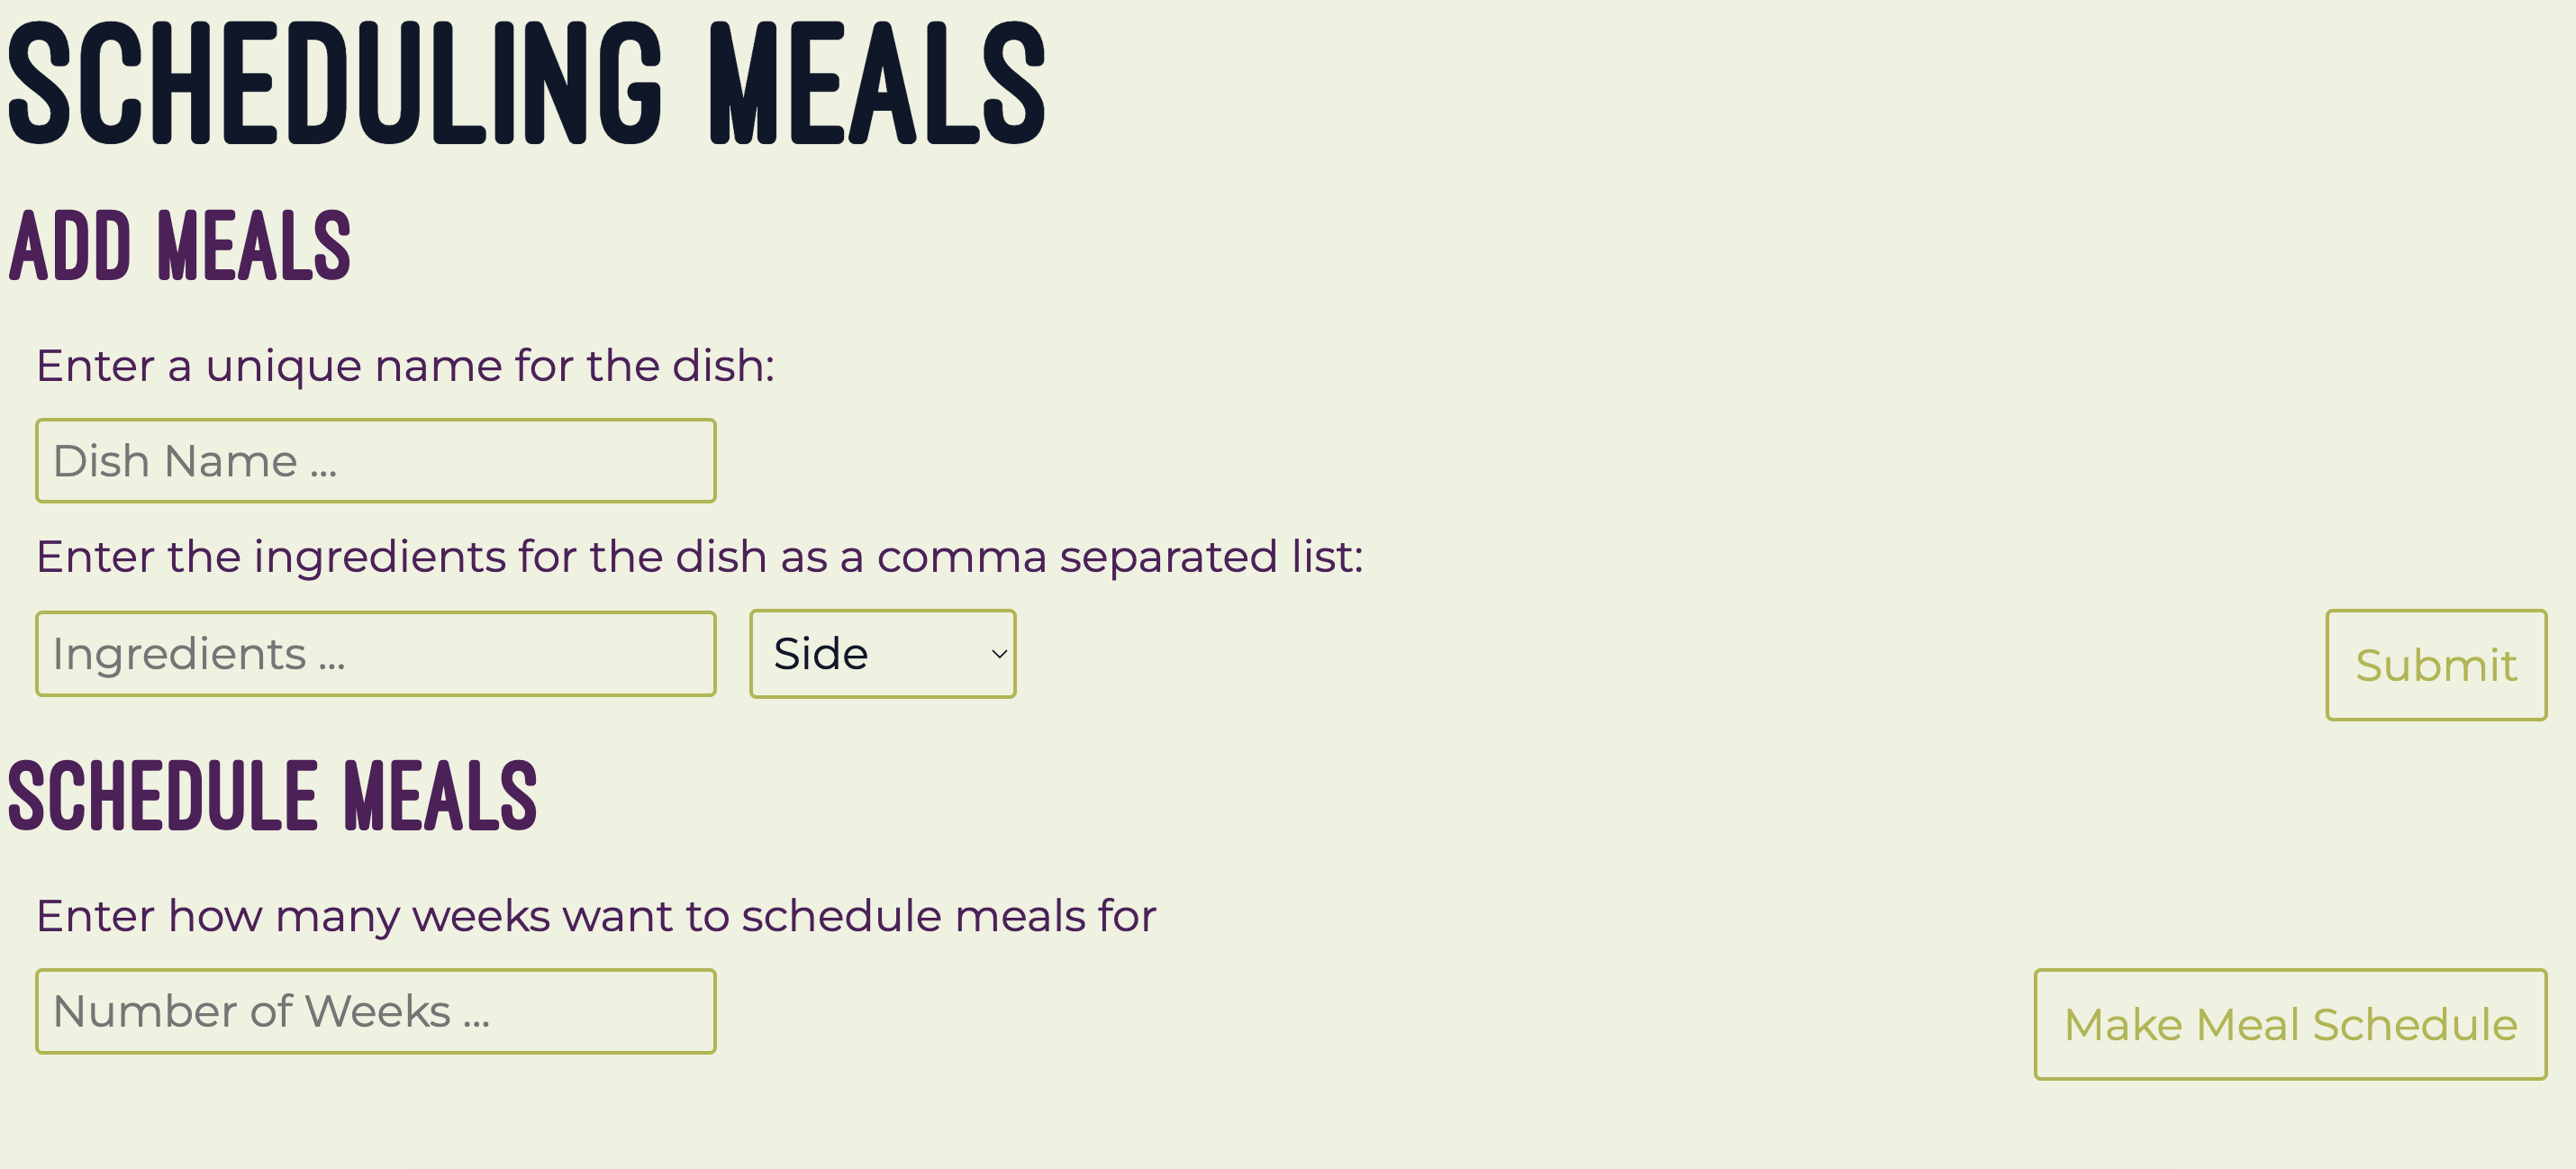 SCHEDULING MEALS
ADD MEALS
Enter a unique name for the dish:
Dish Name ...
Enter the ingredients for the dish as a comma separated list:
Ingredients ...
Side
Submit
SCHEDULE MEALS
Enter how many weeks want to schedule meals for
Number of Weeks ...
Make Meal Schedule